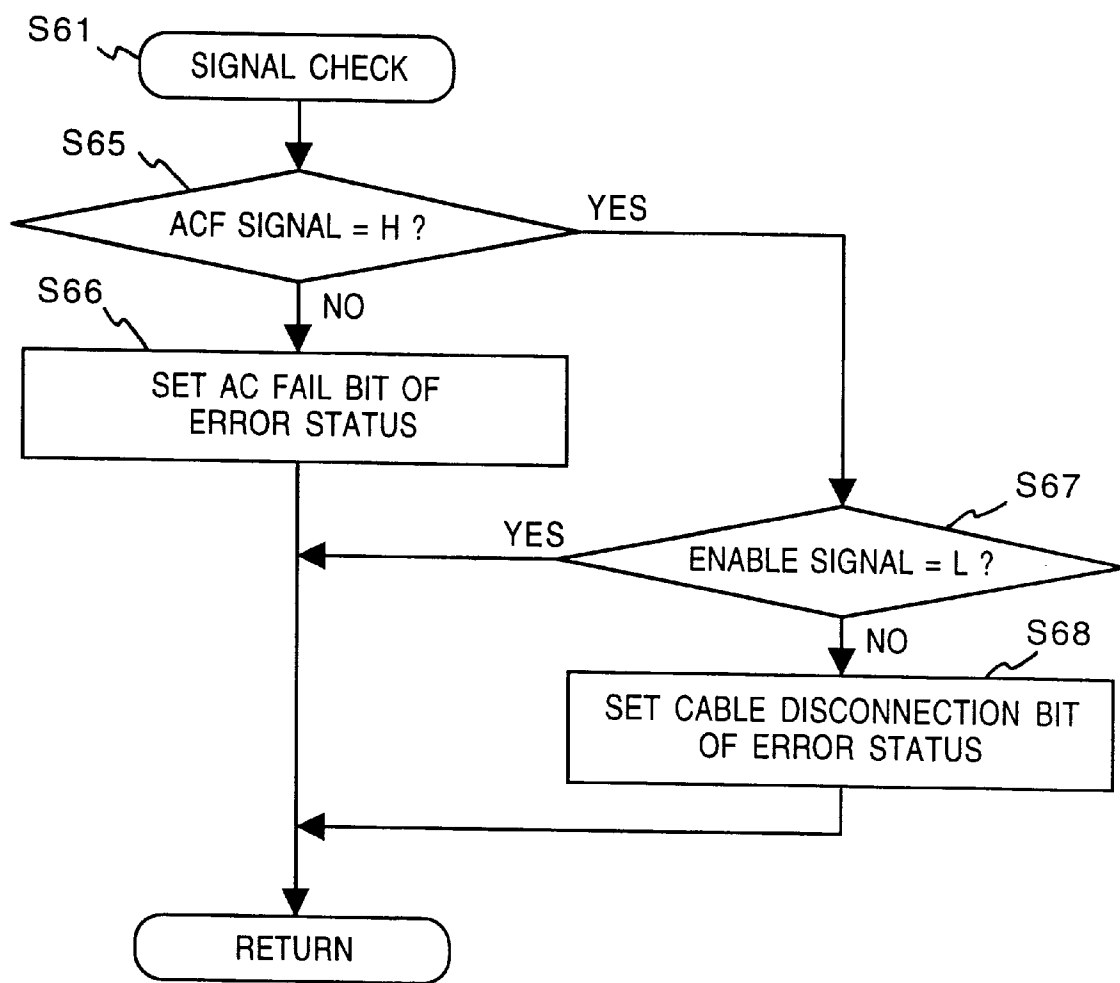 S61
SIGNAL CHECK
S65
ACF SIGNAL = H ?
YES
S66
NO
SET AC FAIL BIT OF
ERROR STATUS
S67
YES
ENABLE SIGNAL = L ?
NO
S68
SET CABLE DISCONNECTION BIT
OF ERROR STATUS
RETURN